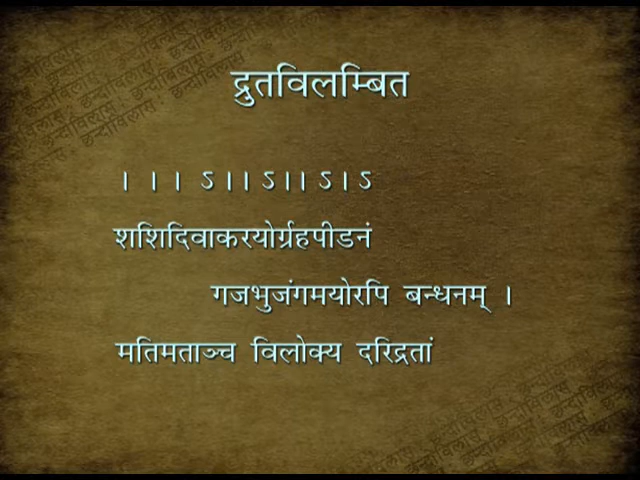 द्रुतविलम्बित
। । । ऽ । । ऽ । । ऽ । ऽ
शशिदिवाकरयोर्ग्रहपीडनं
गजभुजंगमयोरपि बन्धनम् ।
मतिमताञ्च विलोक्य दरिद्रतां